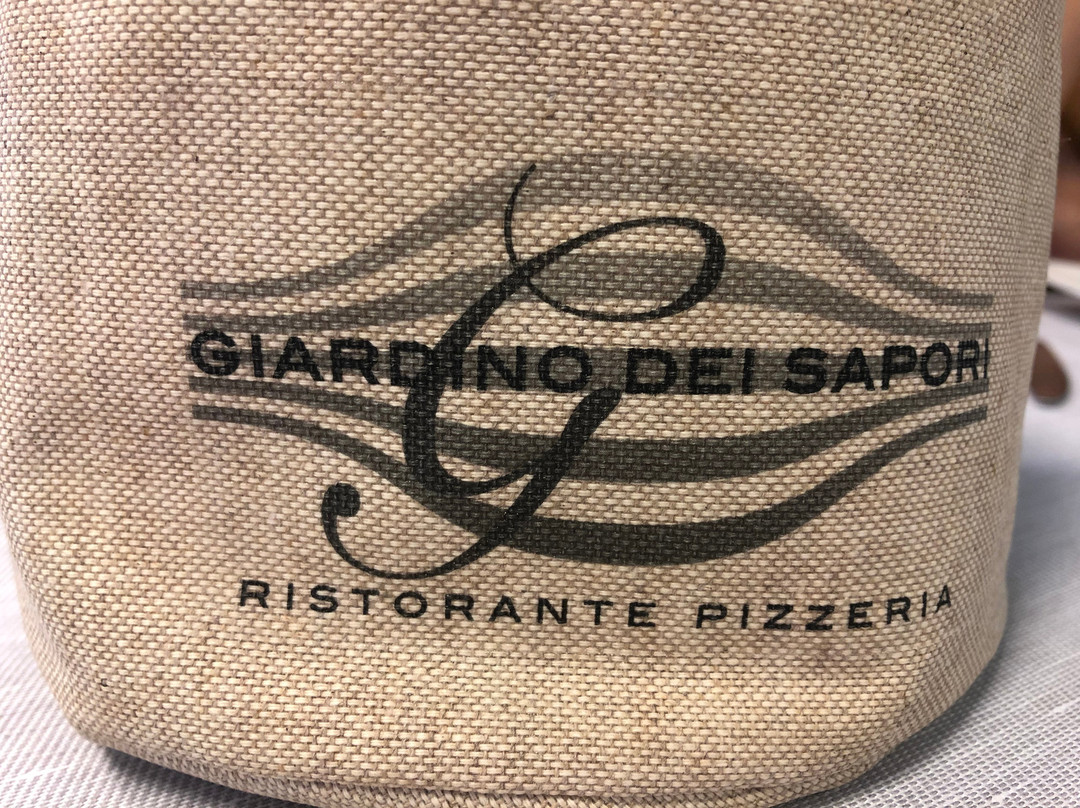 G
GIARDINO DEI SAPORI
RISTORANTE PIZZERIA